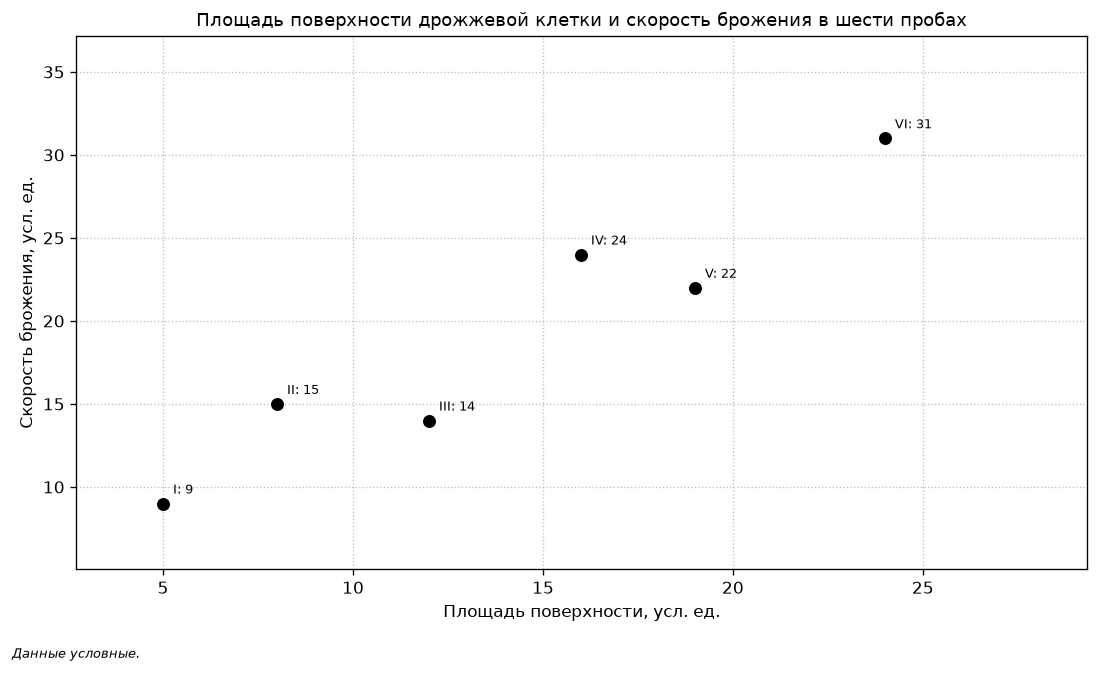 Площадь поверхности дрожжевой клетки и скорость брожения в шести пробах
Скорость брожения, усл. ед.
35
30
25
20
15
10
VI: 31
IV: 24
V: 22
II: 15
III: 14
I: 9
5
10
15
20
25
Площадь поверхности, усл. ед.
Данные условные.